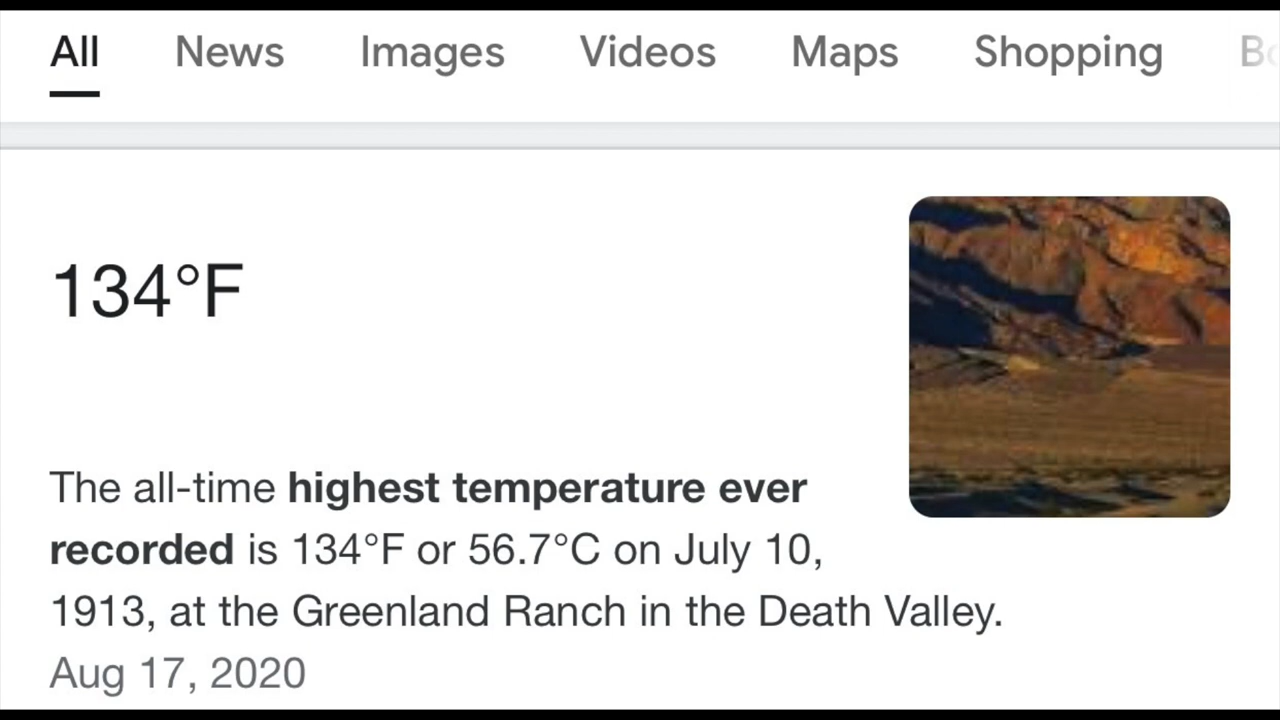 All News Images Videos Maps Shopping
134°F
The all-time highest temperature ever
recorded is 134°F or 56.7°C on July 10,
1913, at the Greenland Ranch in the Death Valley.
Aug 17, 2020